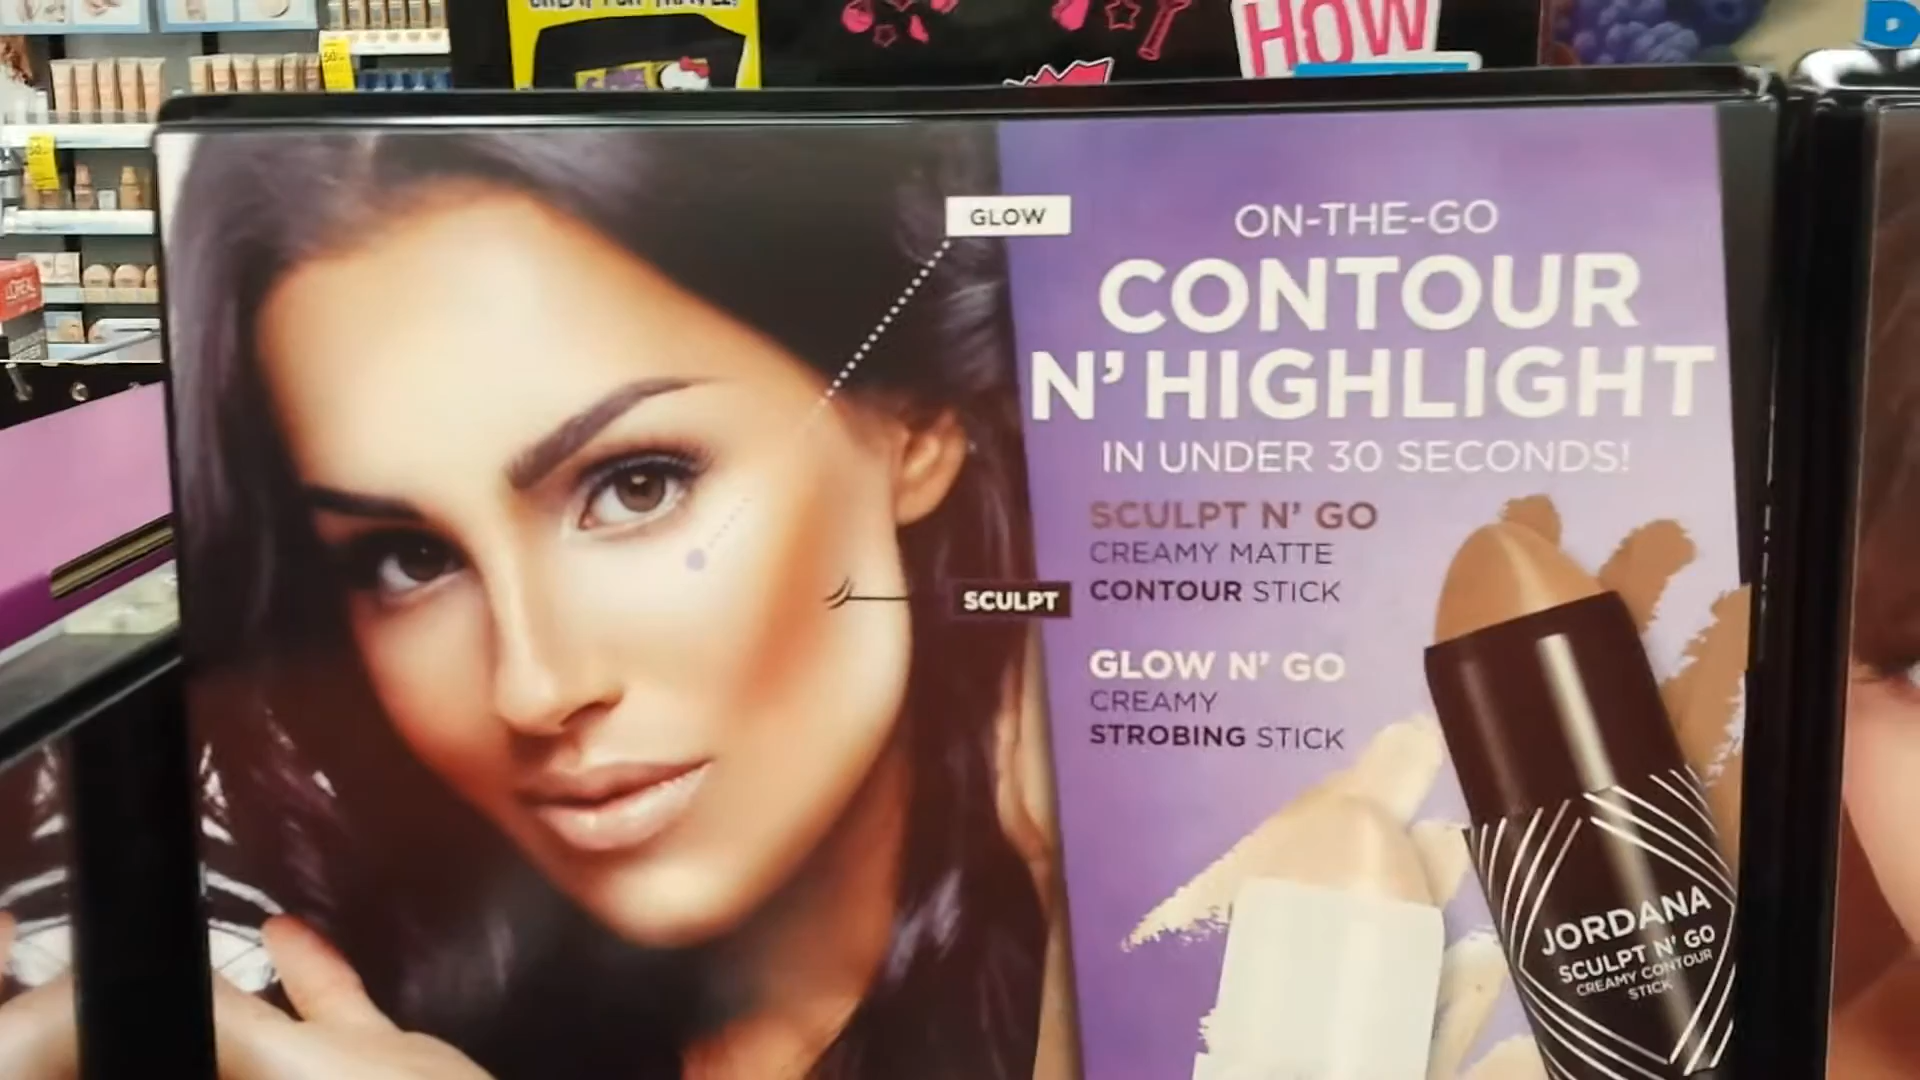 HOW
L'OREAL
GLOW
ON-THE-GO
CONTOUR
N' HIGHLIGHT
IN UNDER 30 SECONDS!
SCULPT N' GO
CREAMY MATTE
CONTOUR STICK
SCULPT
GLOW N' GO
CREAMY
STROBING STICK
JORDANA
SCULPT N' GO
CREAMY CONTOUR
STICK